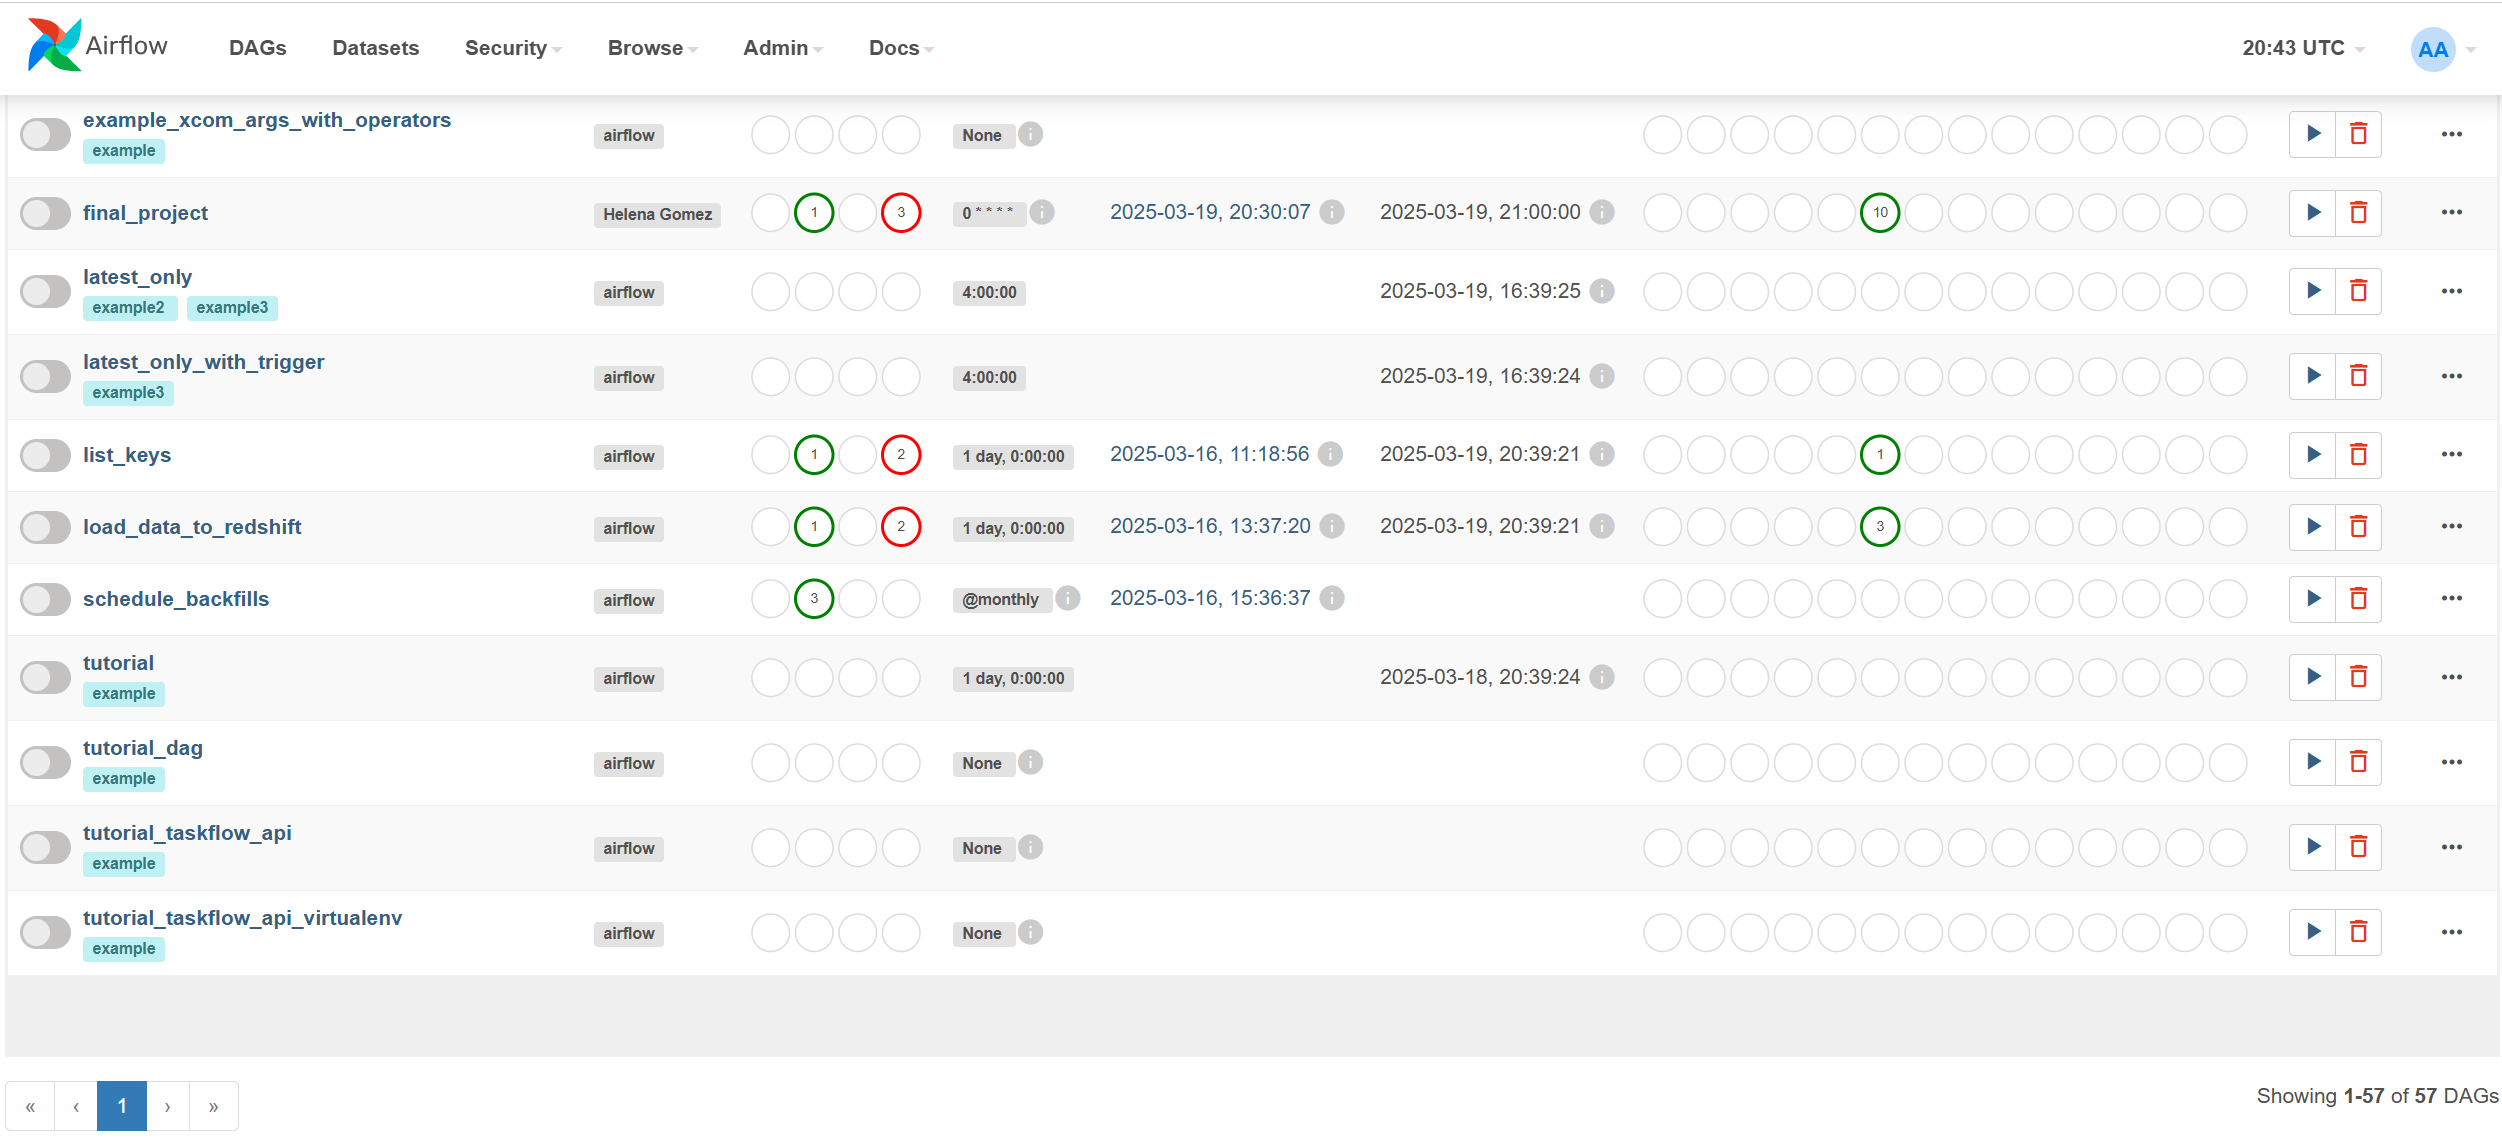 Airflow DAGs Datasets Security Browse Admin Docs 20:43 UTC AA
example_xcom_args_with_operators
example airflow None i
final_project Helena Gomez 1 3 0 * * * * i 2025-03-19, 20:30:07 i 2025-03-19, 21:00:00 i 10
latest_only
example2 example3 airflow 4:00:00 2025-03-19, 16:39:25 i
latest_only_with_trigger
example3 airflow 4:00:00 2025-03-19, 16:39:24 i
list_keys airflow 1 2 1 day, 0:00:00 2025-03-16, 11:18:56 i 2025-03-19, 20:39:21 i 1
load_data_to_redshift airflow 1 2 1 day, 0:00:00 2025-03-16, 13:37:20 i 2025-03-19, 20:39:21 i 3
schedule_backfills airflow 3 @monthly i 2025-03-16, 15:36:37 i
tutorial
example airflow 1 day, 0:00:00 2025-03-18, 20:39:24 i
tutorial_dag
example airflow None i
tutorial_taskflow_api
example airflow None i
tutorial_taskflow_api_virtualenv
example airflow None i
« ‹ 1 › » Showing 1-57 of 57 DAGs